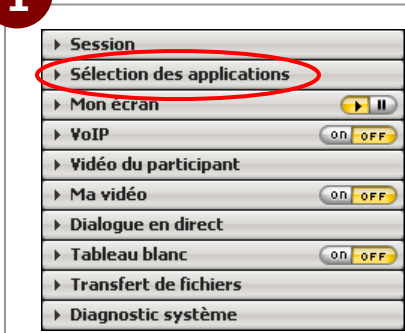 1
Session
Sélection des applications
Mon écran
VoIP on OFF
Vidéo du participant
Ma vidéo on OFF
Dialogue en direct
Tableau blanc on OFF
Transfert de fichiers
Diagnostic système